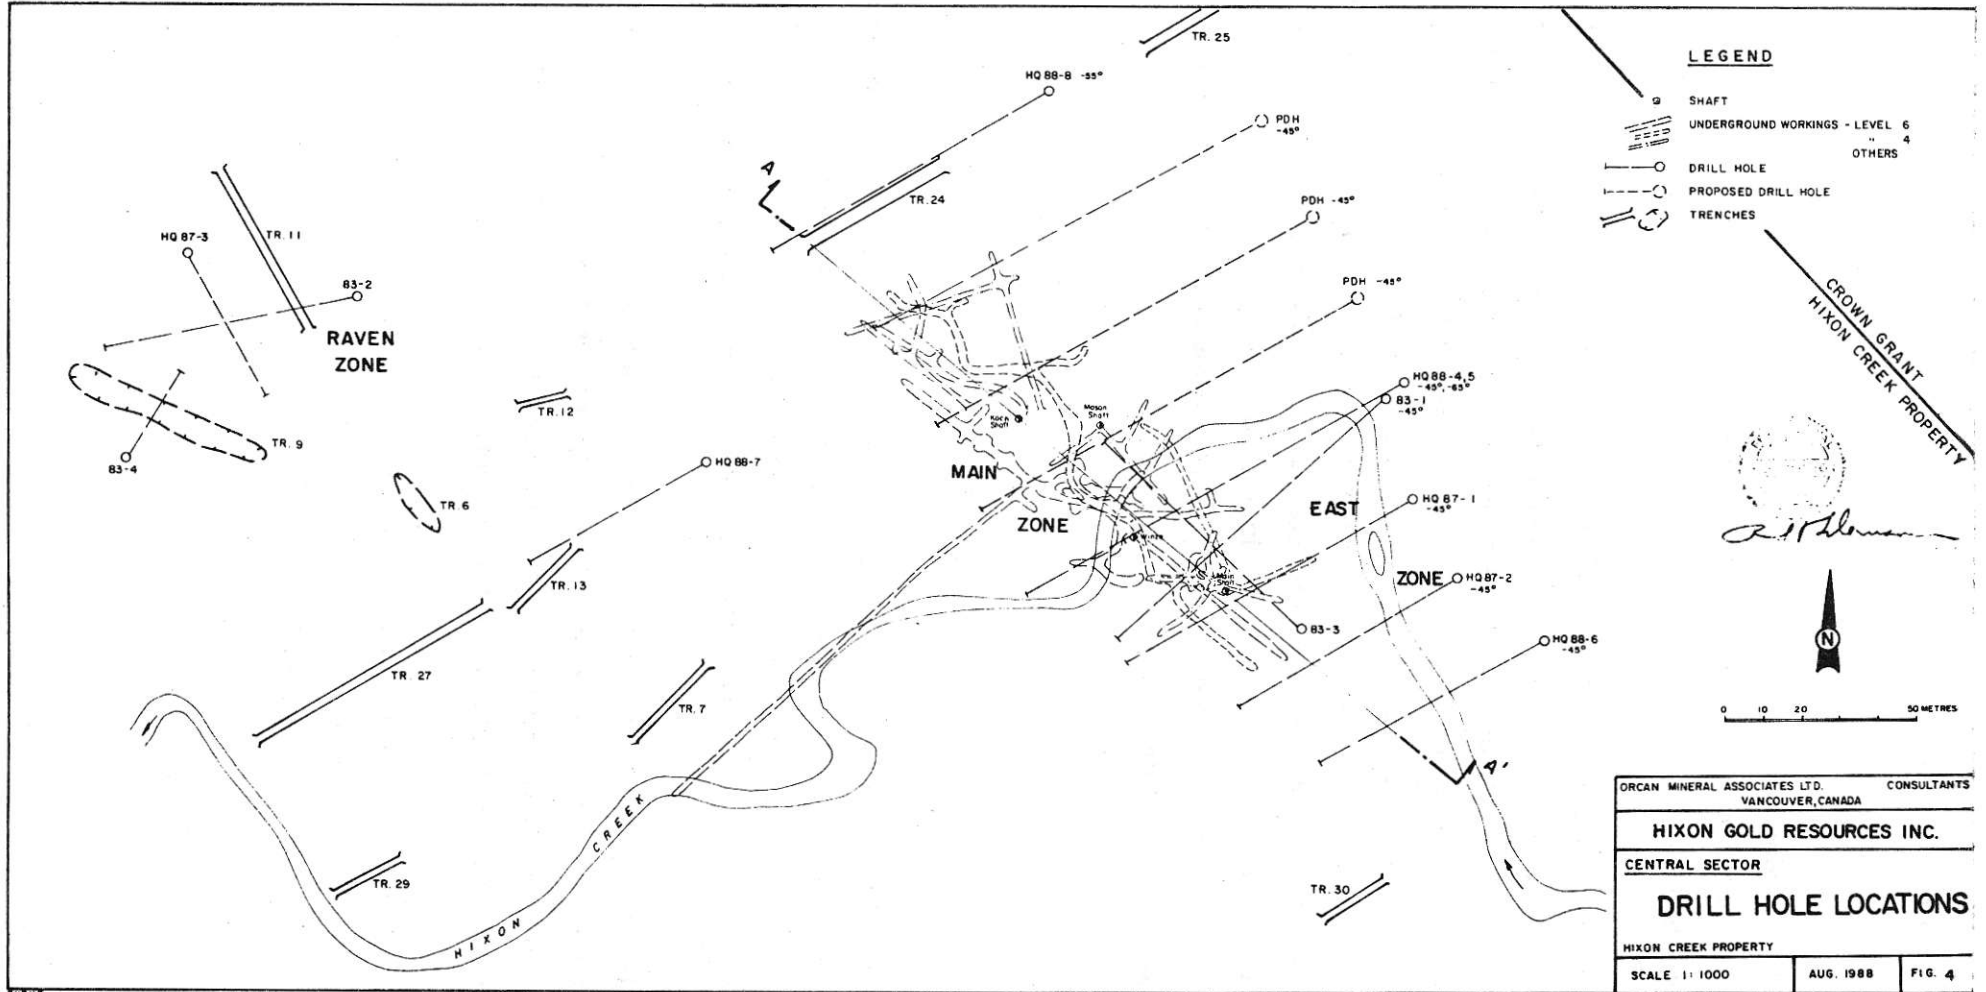 TR. 25
HQ 88-8 -55°
PDH
-45°
A
TR. 24
PDH -45°
HQ 87-3
TR. 11
83-2
RAVEN
ZONE
PDH -45°
TR. 12
TR. 9
83-4
TR. 6
HQ 88-7
TR. 13
TR. 27
TR. 7
TR. 29
HIXON CREEK
Shaft
Mason
Shaft
MAIN
ZONE
Main
Shaft
HQ 88-4,5
-45°, -65°
83-1
-45°
EAST
ZONE
HQ 87-1
-45°
HQ 87-2
-45°
83-3
HQ 88-6
-45°
A'
TR. 30
LEGEND
SHAFT
UNDERGROUND WORKINGS - LEVEL 6
" 4
OTHERS
DRILL HOLE
PROPOSED DRILL HOLE
TRENCHES
CROWN GRANT
HIXON CREEK PROPERTY
N
0 10 20 50 METRES
ORCAN MINERAL ASSOCIATES LTD. CONSULTANTS
VANCOUVER, CANADA
HIXON GOLD RESOURCES INC.
CENTRAL SECTOR
DRILL HOLE LOCATIONS
HIXON CREEK PROPERTY
SCALE 1:1000
AUG. 1988
FIG. 4